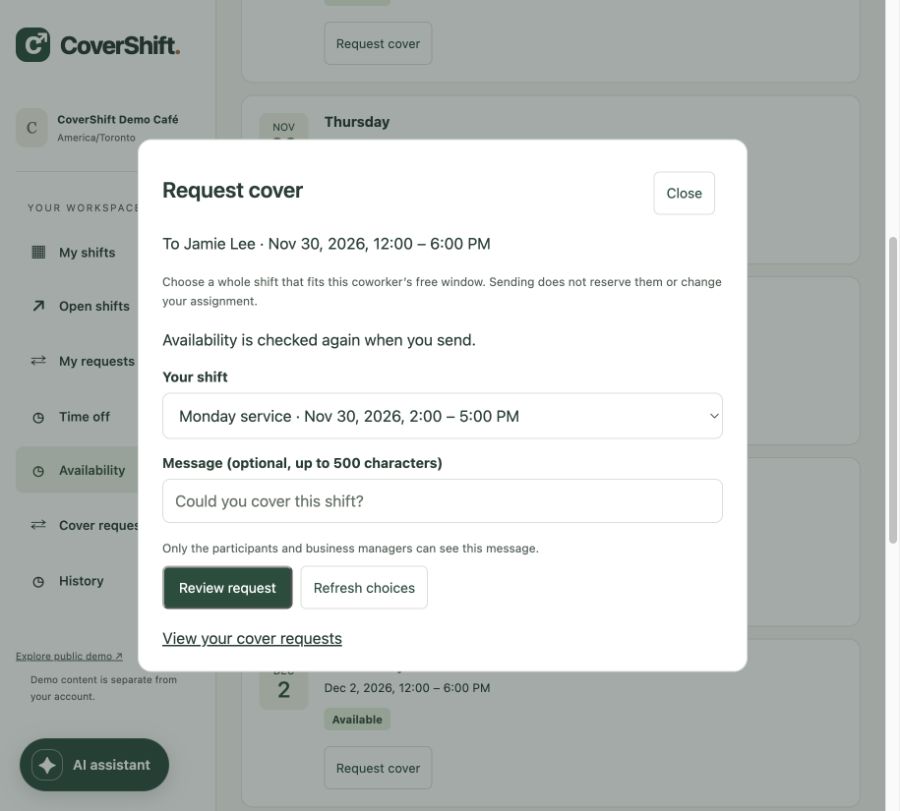 CoverShift.
Request cover
C
CoverShift Demo Café
America/Toronto
NOV
Thursday
Request cover
Close
To Jamie Lee · Nov 30, 2026, 12:00 – 6:00 PM
Choose a whole shift that fits this coworker's free window. Sending does not reserve them or change
your assignment.
Availability is checked again when you send.
Your shift
Monday service · Nov 30, 2026, 2:00 – 5:00 PM
Message (optional, up to 500 characters)
Could you cover this shift?
Only the participants and business managers can see this message.
Review request
Refresh choices
View your cover requests
YOUR WORKSPACE
My shifts
Open shifts
My requests
Time off
Availability
Cover reques
History
Explore public demo ↗
Demo content is separate from
your account.
AI assistant
2
Dec 2, 2026, 12:00 – 6:00 PM
Available
Request cover